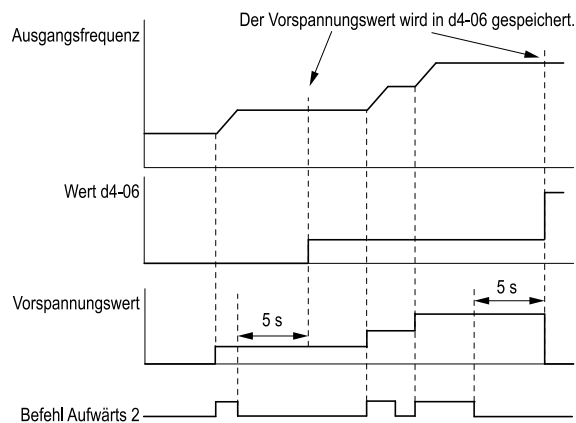 Der Vorspannungswert wird in d4-06 gespeichert.
Ausgangsfrequenz
Wert d4-06
Vorspannungswert
5 s
5 s
Befehl Aufwärts 2